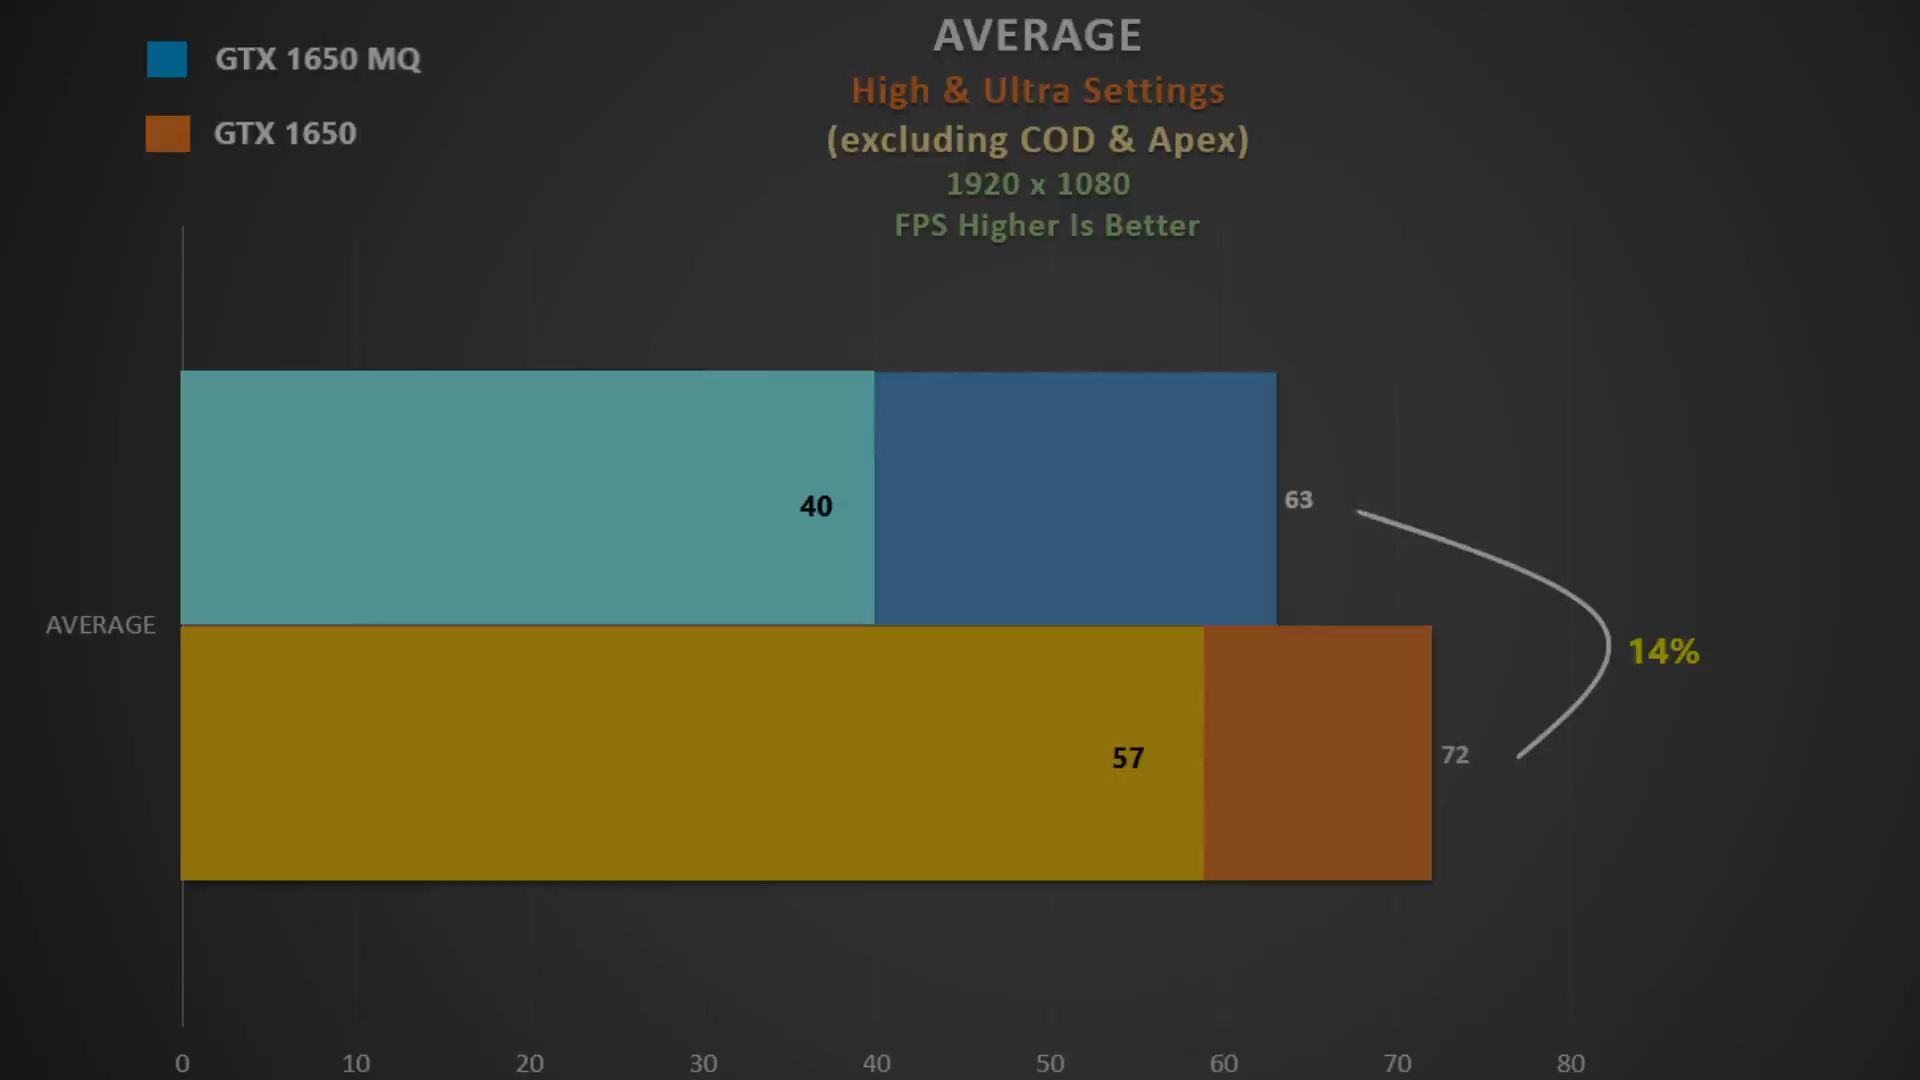 AVERAGE
High & Ultra Settings
(excluding COD & Apex)
1920 x 1080
FPS Higher Is Better
GTX 1650 MQ
GTX 1650
40
63
AVERAGE
14%
57
72
0 10 20 30 40 50 60 70 80